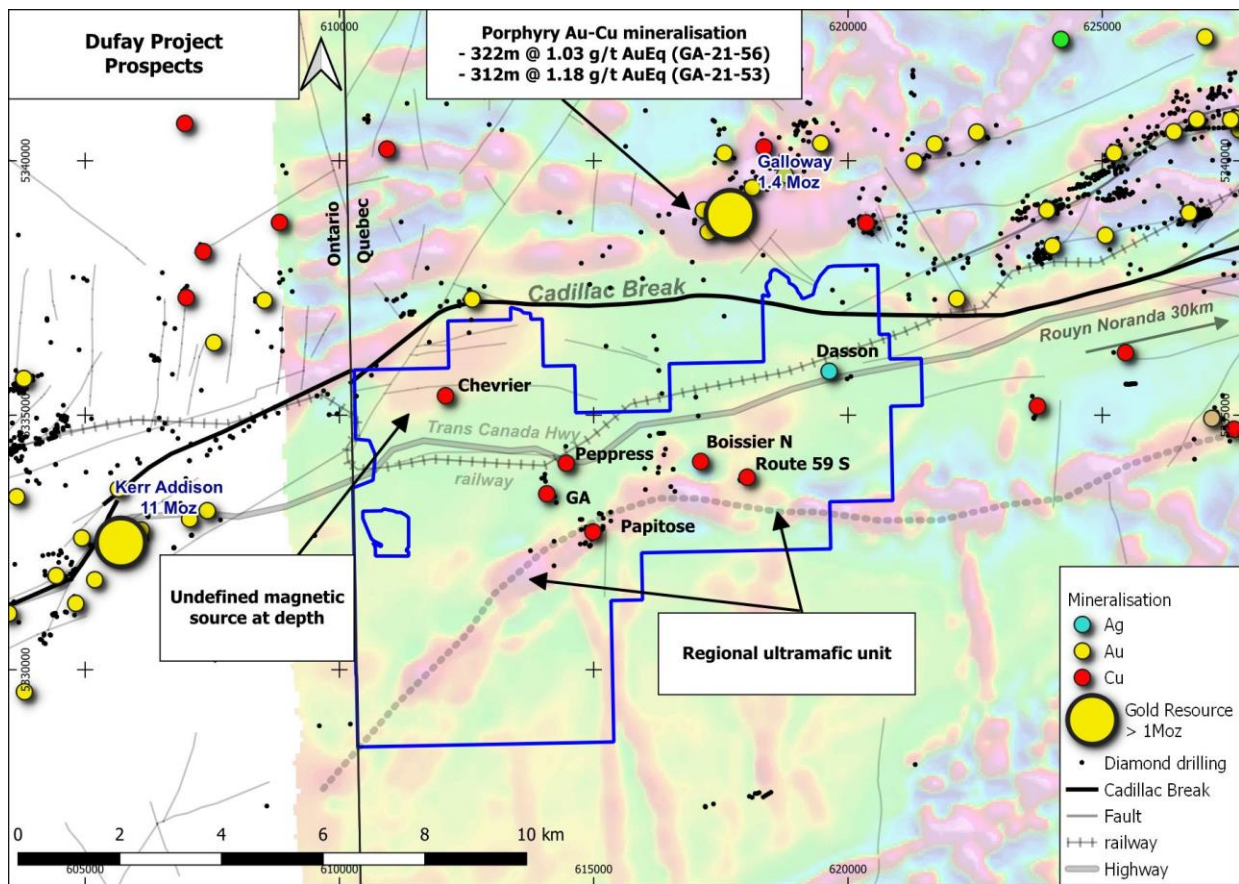 Dufay Project
Prospects
610000
Porphyry Au-Cu mineralisation
- 322m @ 1.03 g/t AuEq (GA-21-56)
- 312m @ 1.18 g/t AuEq (GA-21-53)
620000
625000
5340000
5340000
Galloway
1.4 Moz
Ontario
Quebec
Cadillac Break
Rouyn Noranda 30km
Dasson
Chevrier
5335000
Trans Canada Hwy
Peppress
railway
Boissier N
Route 59 S
GA
Papitose
Kerr Addison
11 Moz
Undefined magnetic
source at depth
Regional ultramafic unit
5330000
Mineralisation
Ag
Au
Cu
Gold Resource
> 1Moz
Diamond drilling
Cadillac Break
Fault
railway
Highway
0 2 4 6 8 10 km
605000
610000
615000
620000